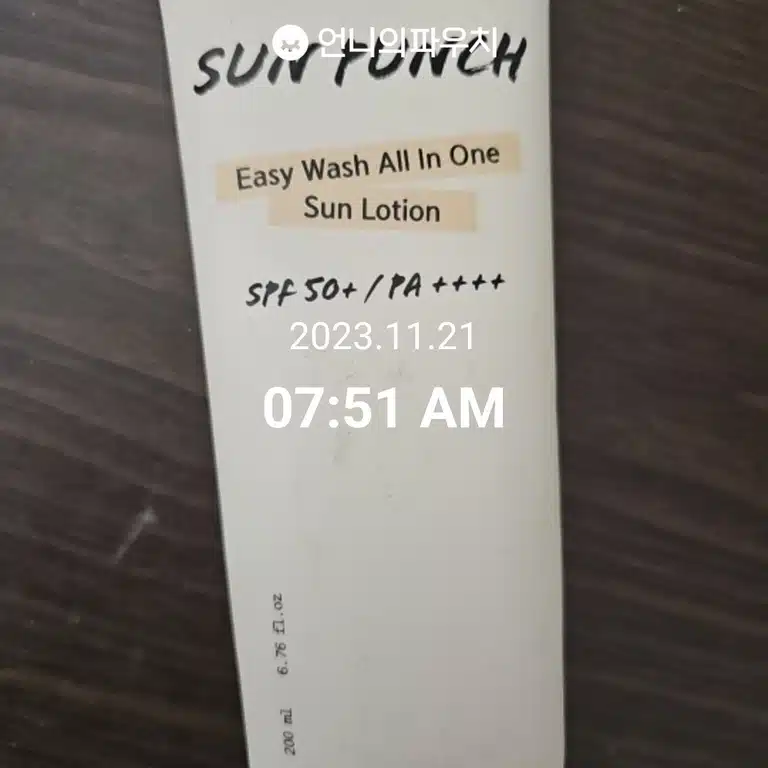 언니의파우치
SUN PUNCH
Easy Wash All In One
Sun Lotion
SPF 50+ / PA ++++
2023.11.21
07:51 AM
200 ml 6.76 fl.oz